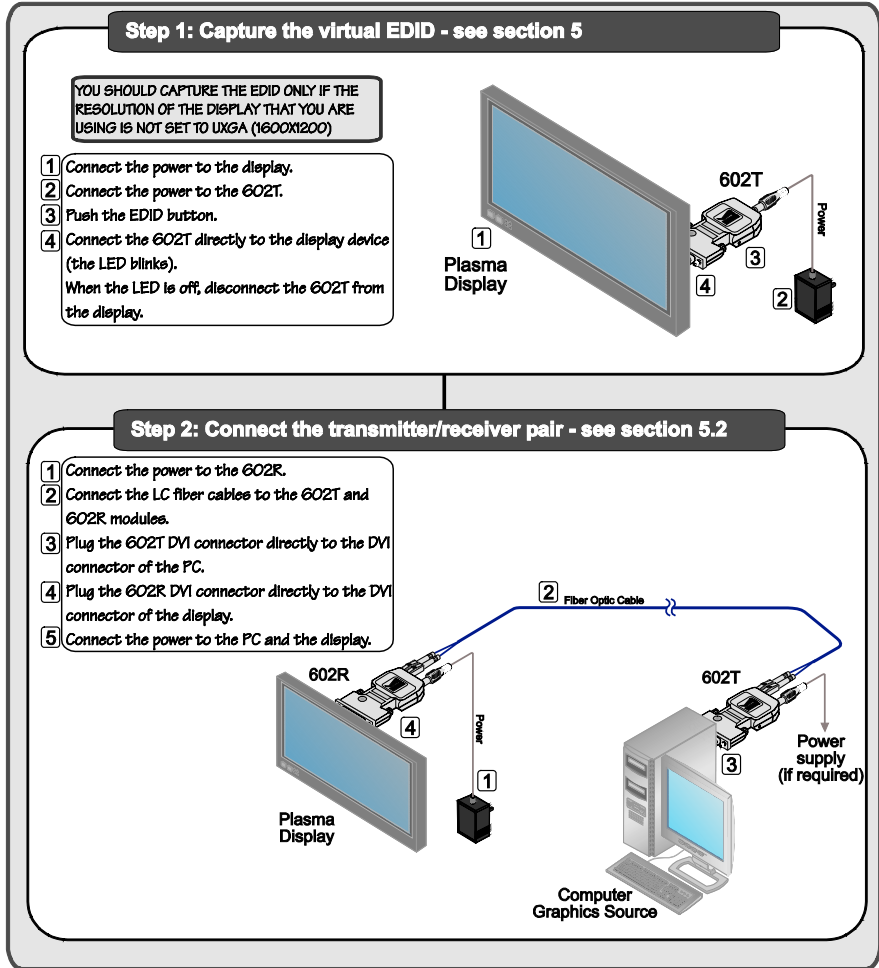 Step 1: Capture the virtual EDID - see section 5
YOU SHOULD CAPTURE THE EDID ONLY IF THE
RESOLUTION OF THE DISPLAY THAT YOU ARE
USING IS NOT SET TO UXGA (1600X1200)
1 Connect the power to the display.
2 Connect the power to the 602T.
3 Push the EDID button.
4 Connect the 602T directly to the display device
(the LED blinks).
When the LED is off, disconnect the 602T from
the display.
602T
Power
1
Plasma
Display
3
4
2
Step 2: Connect the transmitter/receiver pair - see section 5.2
1 Connect the power to the 602R.
2 Connect the LC fiber cables to the 602T and
602R modules.
3 Plug the 602T DVI connector directly to the DVI
connector of the PC.
4 Plug the 602R DVI connector directly to the DVI
connector of the display.
5 Connect the power to the PC and the display.
2 Fiber Optic Cable
602R
602T
4
Power
1
3
Power
supply
(if required)
Plasma
Display
Computer
Graphics Source